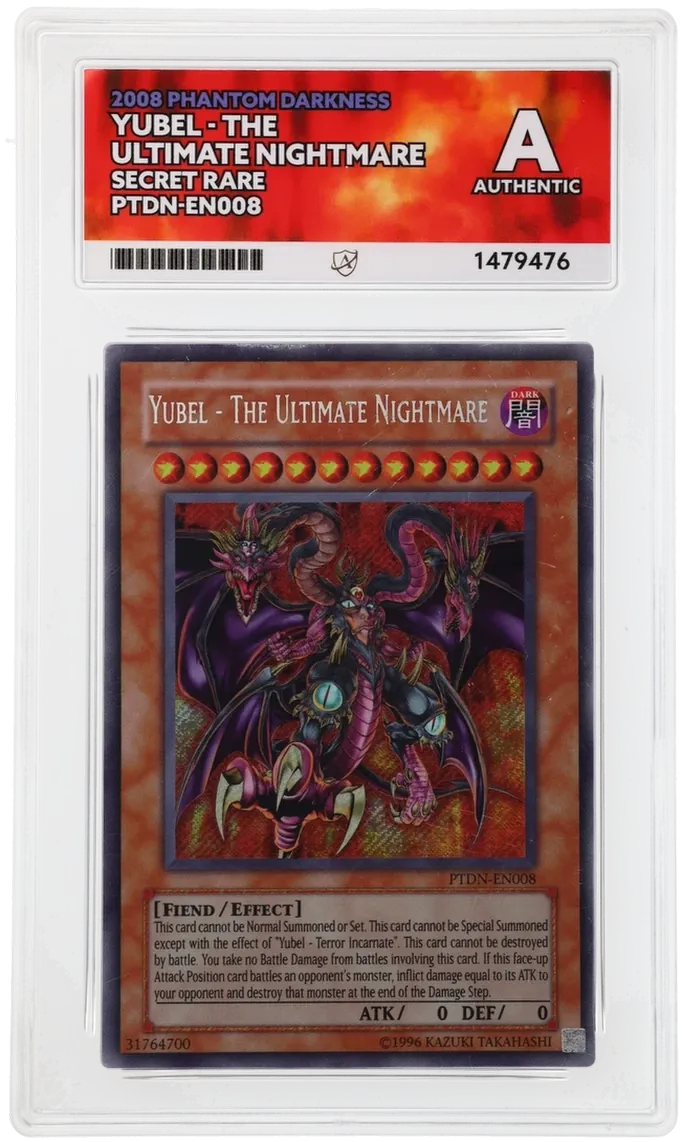 2008 PHANTOM DARKNESS
YUBEL - THE
ULTIMATE NIGHTMARE
SECRET RARE
PTDN-EN008
A
AUTHENTIC
A
1479476
YUBEL - THE ULTIMATE NIGHTMARE
DARK
闇
PTDN-EN008
[FIEND / EFFECT]
This card cannot be Normal Summoned or Set. This card cannot be Special Summoned
except with the effect of "Yubel - Terror Incarnate". This card cannot be destroyed
by battle. You take no Battle Damage from battles involving this card. If this face-up
Attack Position card battles an opponent's monster, inflict damage equal to its ATK to
your opponent and destroy that monster at the end of the Damage Step.
ATK/ 0 DEF/ 0
31764700
©1996 KAZUKI TAKAHASHI